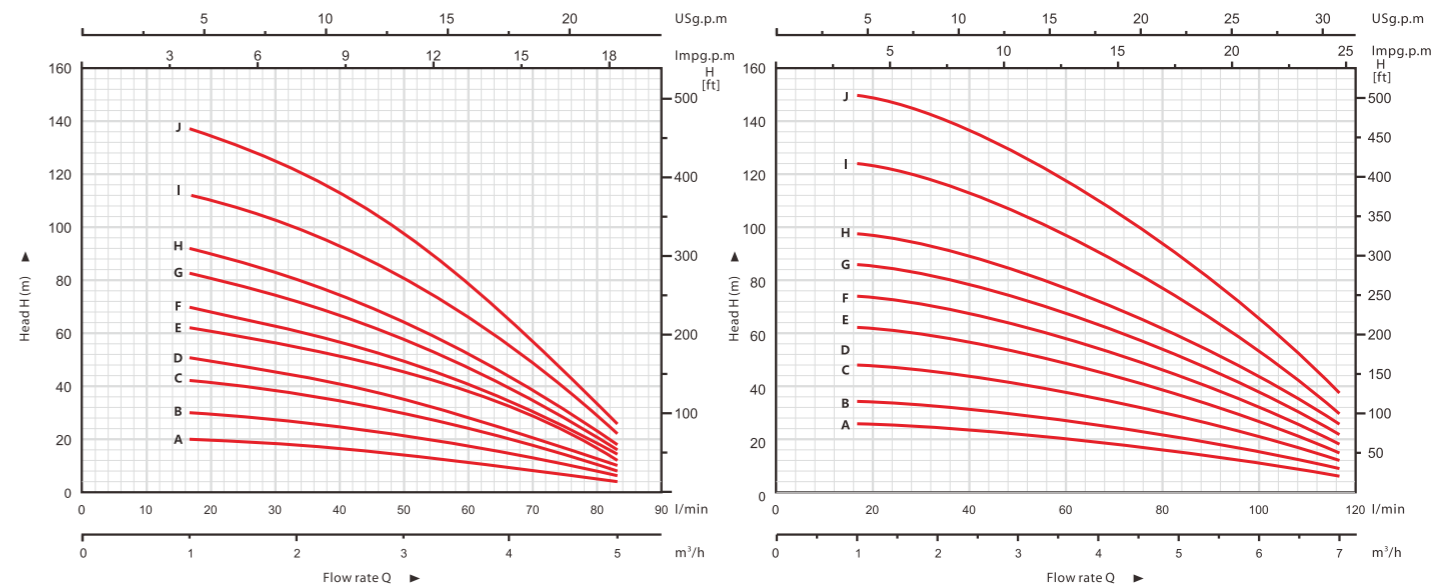 5 10 15 20 USg.p.m
3 6 9 12 15 18 Impg.p.m
H
[ft]
160
140
120
100
80
60
40
20
0
Head H (m) ▲
J
I
H
G
F
E
D
C
B
A
500
400
300
200
100
0 10 20 30 40 50 60 70 80 90 l/min
0 1 2 3 4 5 m³/h
Flow rate Q ►
5 10 15 20 25 30 USg.p.m
5 10 15 20 25 Impg.p.m
H
[ft]
160
140
120
100
80
60
40
20
0
Head H (m) ▲
J
I
H
G
F
E
D
C
B
A
500
450
400
350
300
250
200
150
100
50
0 20 40 60 80 100 120 l/min
0 1 2 3 4 5 6 7 m³/h
Flow rate Q ►